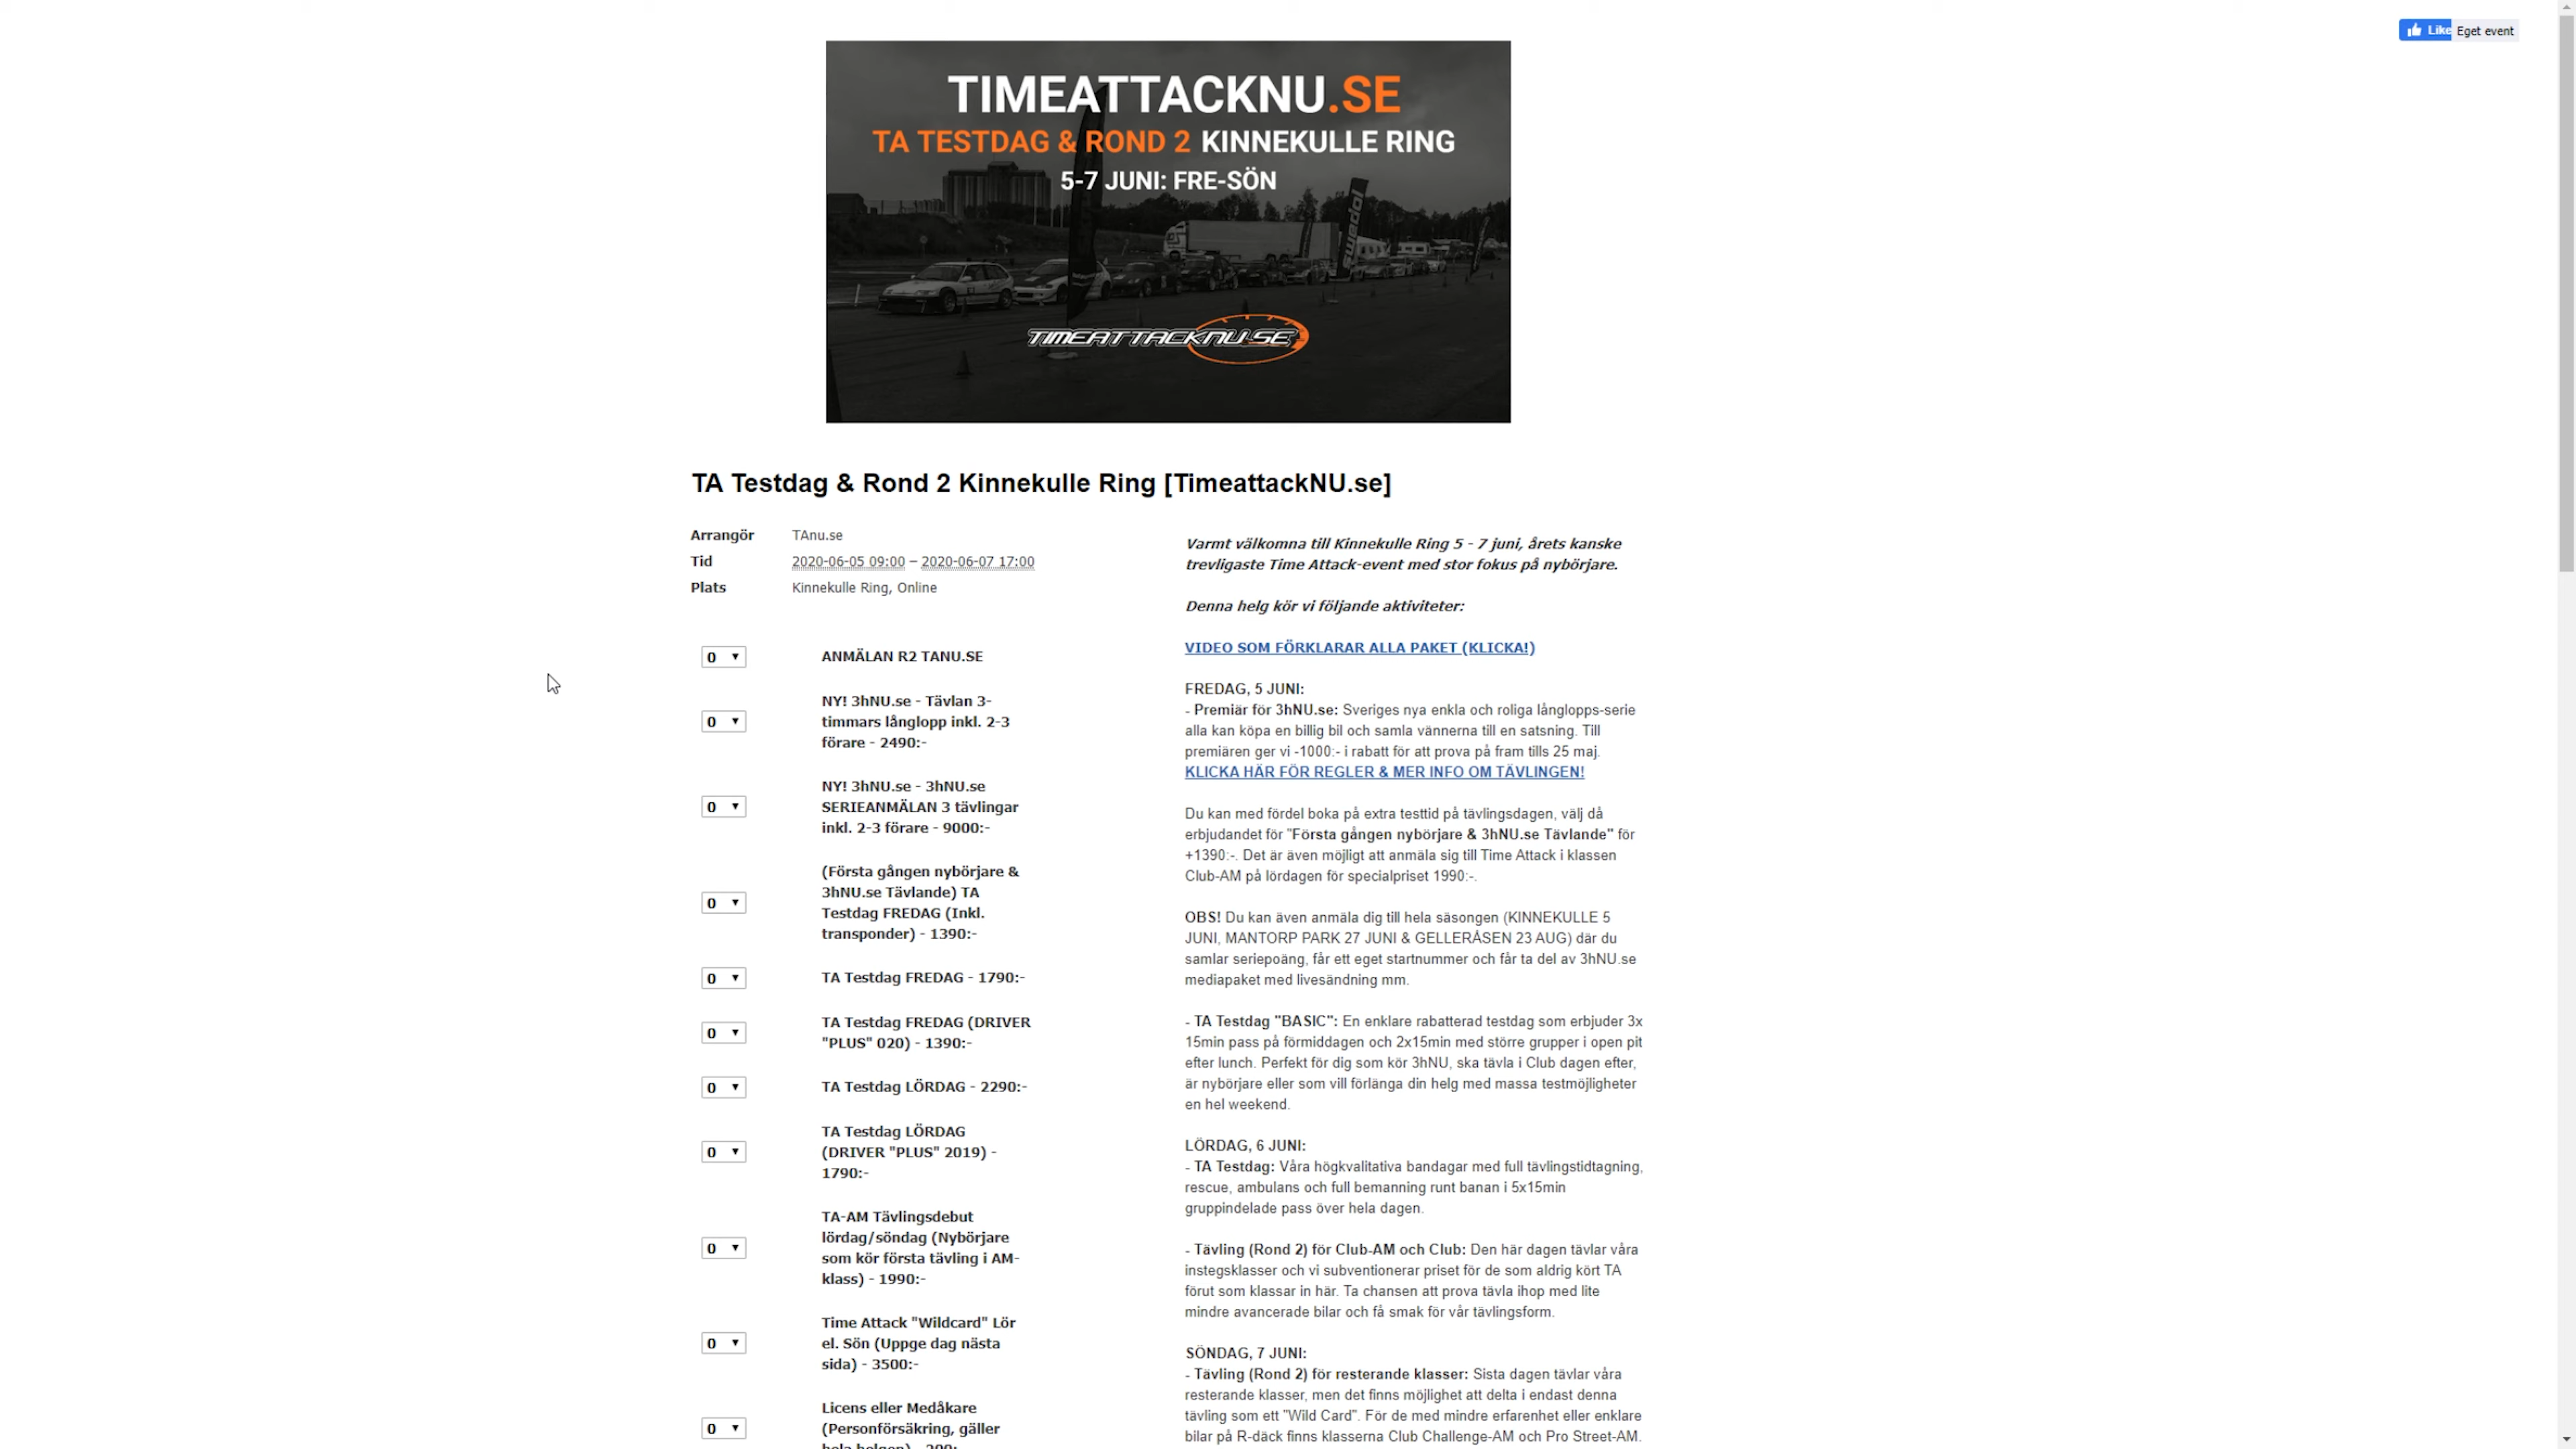 Like Eget event
TIMEATTACKNU.SE
TA TESTDAG & ROND 2 KINNEKULLE RING
5-7 JUNI: FRE-SÖN
swedol
TIMEATTACKNU.SE
TA Testdag & Rond 2 Kinnekulle Ring [TimeattackNU.se]
Arrangör TAnu.se
Tid 2020-06-05 09:00 – 2020-06-07 17:00
Plats Kinnekulle Ring, Online
0 ANMÄLAN R2 TANU.SE
NY! 3hNU.se - Tävlan 3-
0 timmars långlopp inkl. 2-3
förare - 2490:-
NY! 3hNU.se - 3hNU.se
0 SERIEANMÄLAN 3 tävlingar
inkl. 2-3 förare - 9000:-
(Första gången nybörjare &
3hNU.se Tävlande) TA
0 Testdag FREDAG (Inkl.
transponder) - 1390:-
0 TA Testdag FREDAG - 1790:-
0 TA Testdag FREDAG (DRIVER
"PLUS" 020) - 1390:-
0 TA Testdag LÖRDAG - 2290:-
TA Testdag LÖRDAG
0 (DRIVER "PLUS" 2019) -
1790:-
TA-AM Tävlingsdebut
lördag/söndag (Nybörjare
0 som kör första tävling i AM-
klass) - 1990:-
Time Attack "Wildcard" Lör
0 el. Sön (Uppge dag nästa
sida) - 3500:-
Licens eller Medåkare
0 (Personförsäkring, gäller
Varmt välkomna till Kinnekulle Ring 5 - 7 juni, årets kanske
trevligaste Time Attack-event med stor fokus på nybörjare.
Denna helg kör vi följande aktiviteter:
VIDEO SOM FÖRKLARAR ALLA PAKET (KLICKA!)
FREDAG, 5 JUNI:
- Premiär för 3hNU.se: Sveriges nya enkla och roliga långlopps-serie
alla kan köpa en billig bil och samla vännerna till en satsning. Till
premiären ger vi -1000:- i rabatt för att prova på fram tills 25 maj.
KLICKA HÄR FÖR REGLER & MER INFO OM TÄVLINGEN!
Du kan med fördel boka på extra testtid på tävlingsdagen, välj då
erbjudandet för "Första gången nybörjare & 3hNU.se Tävlande" för
+1390:-. Det är även möjligt att anmäla sig till Time Attack i klassen
Club-AM på lördagen för specialpriset 1990:-.
OBS! Du kan även anmäla dig till hela säsongen (KINNEKULLE 5
JUNI, MANTORP PARK 27 JUNI & GELLERÅSEN 23 AUG) där du
samlar seriepoäng, får ett eget startnummer och får ta del av 3hNU.se
mediapaket med livesändning mm.
- TA Testdag "BASIC": En enklare rabatterad testdag som erbjuder 3x
15min pass på förmiddagen och 2x15min med större grupper i open pit
efter lunch. Perfekt för dig som kör 3hNU, ska tävla i Club dagen efter,
är nybörjare eller som vill förlänga din helg med massa testmöjligheter
en hel weekend.
LÖRDAG, 6 JUNI:
- TA Testdag: Våra högkvalitativa bandagar med full tävlingstidtagning,
rescue, ambulans och full bemanning runt banan i 5x15min
gruppindelade pass över hela dagen.
- Tävling (Rond 2) för Club-AM och Club: Den här dagen tävlar våra
instegsklasser och vi subventionerar priset för de som aldrig kört TA
förut som klassar in här. Ta chansen att prova tävla ihop med lite
mindre avancerade bilar och få smak för vår tävlingsform.
SÖNDAG, 7 JUNI:
- Tävling (Rond 2) för resterande klasser: Sista dagen tävlar våra
resterande klasser, men det finns möjlighet att delta i endast denna
tävling som ett "Wild Card". För de med mindre erfarenhet eller enklare
bilar på R-däck finns klasserna Club Challenge-AM och Pro Street-AM.